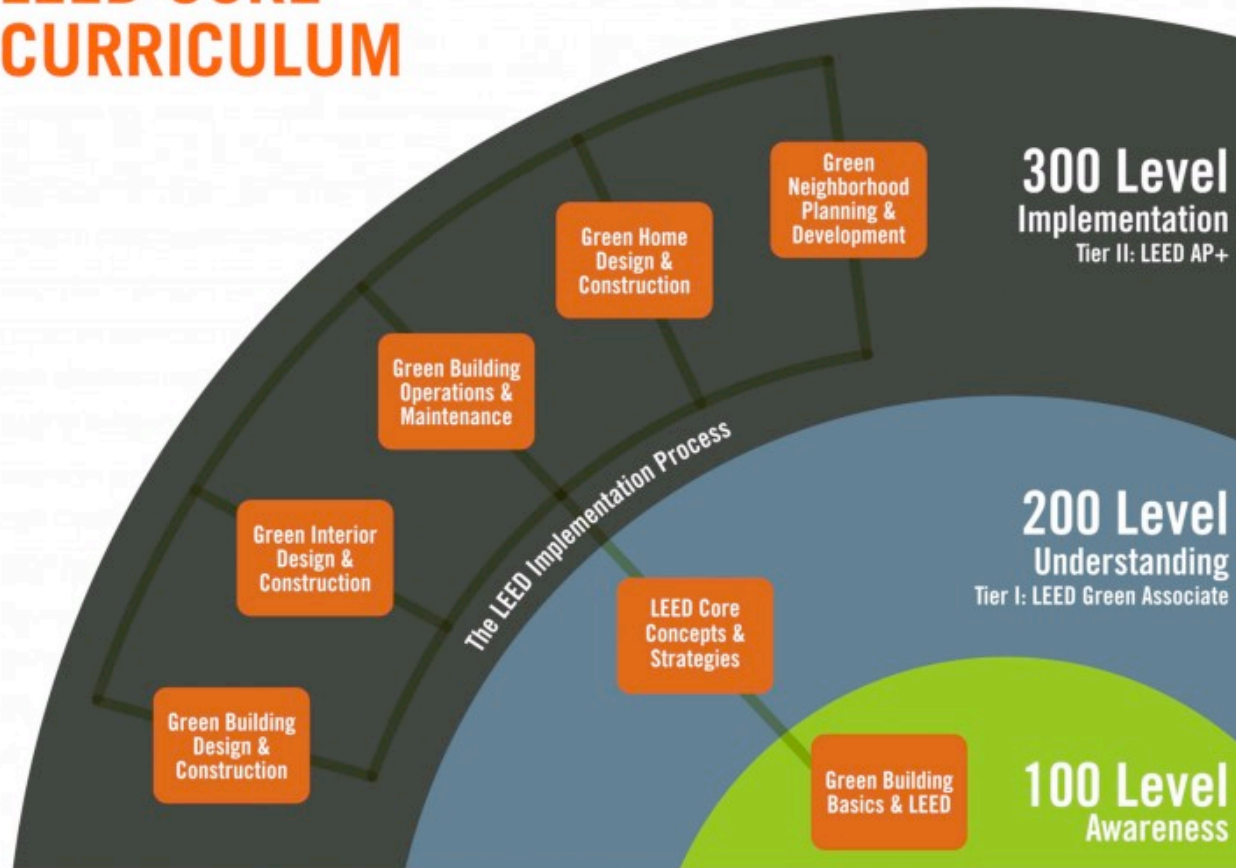 LEED CORE
CURRICULUM
Green
Neighborhood
Planning &
Development
300 Level
Implementation
Tier II: LEED AP+
Green Home
Design &
Construction
Green Building
Operations &
Maintenance
The LEED Implementation Process
Green Interior
Design &
Construction
200 Level
Understanding
Tier I: LEED Green Associate
LEED Core
Concepts &
Strategies
Green Building
Design &
Construction
Green Building
Basics & LEED
100 Level
Awareness